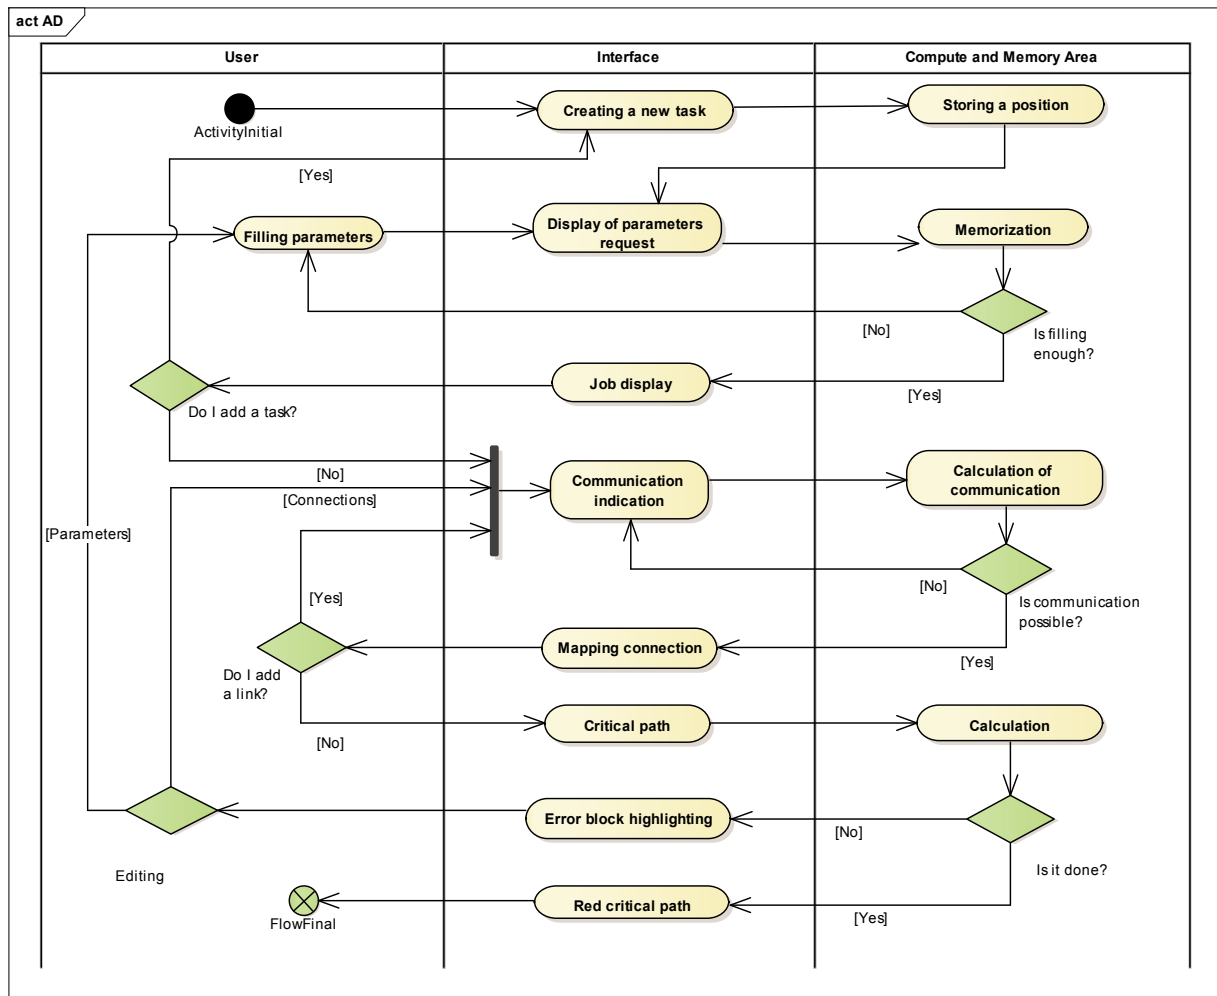 act AD
User
Interface
Compute and Memory Area
ActivityInitial
Creating a new task
Storing a position
[Yes]
Filling parameters
Display of parameters
request
Memorization
[No]
Is filling
enough?
Job display
[Yes]
Do I add a task?
[No]
[Connections]
Communication
indication
Calculation of
communication
[Parameters]
[Yes]
[No]
Is communication
possible?
Do I add
a link?
Mapping connection
[Yes]
[No]
Critical path
Calculation
Error block highlighting
[No]
Is it done?
Editing
Red critical path
[Yes]
FlowFinal